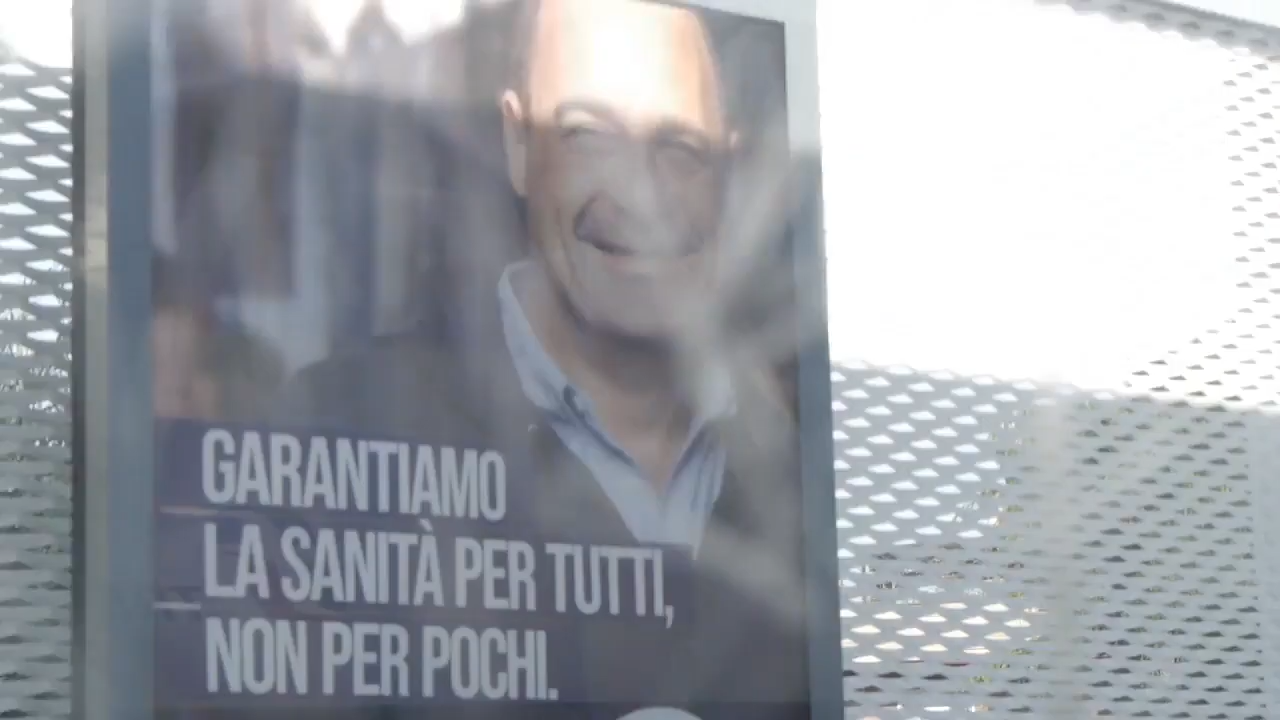 GARANTIAMO
LA SANITÀ PER TUTTI,
NON PER POCHI.